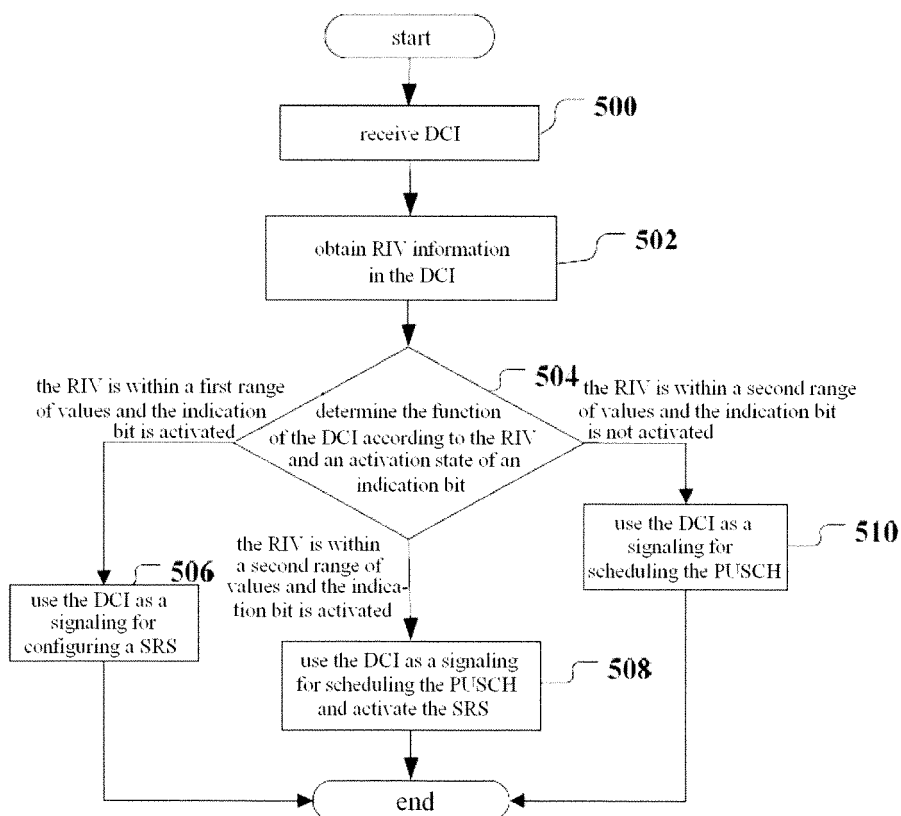 start
500
receive DCI
502
obtain RIV information
in the DCI
504
the RIV is within a first range
of values and the indication
bit is activated
determine the function
of the DCI according to the RIV
and an activation state of an
indication bit
the RIV is within a second range
of values and the indication bit
is not activated
506
use the DCI as a
signaling for
configuring a SRS
the RIV is within
a second range of
values and the indica-
tion bit is activated
510
use the DCI as a
signaling for
scheduling the PUSCH
508
use the DCI as a signaling
for scheduling the PUSCH
and activate the SRS
end